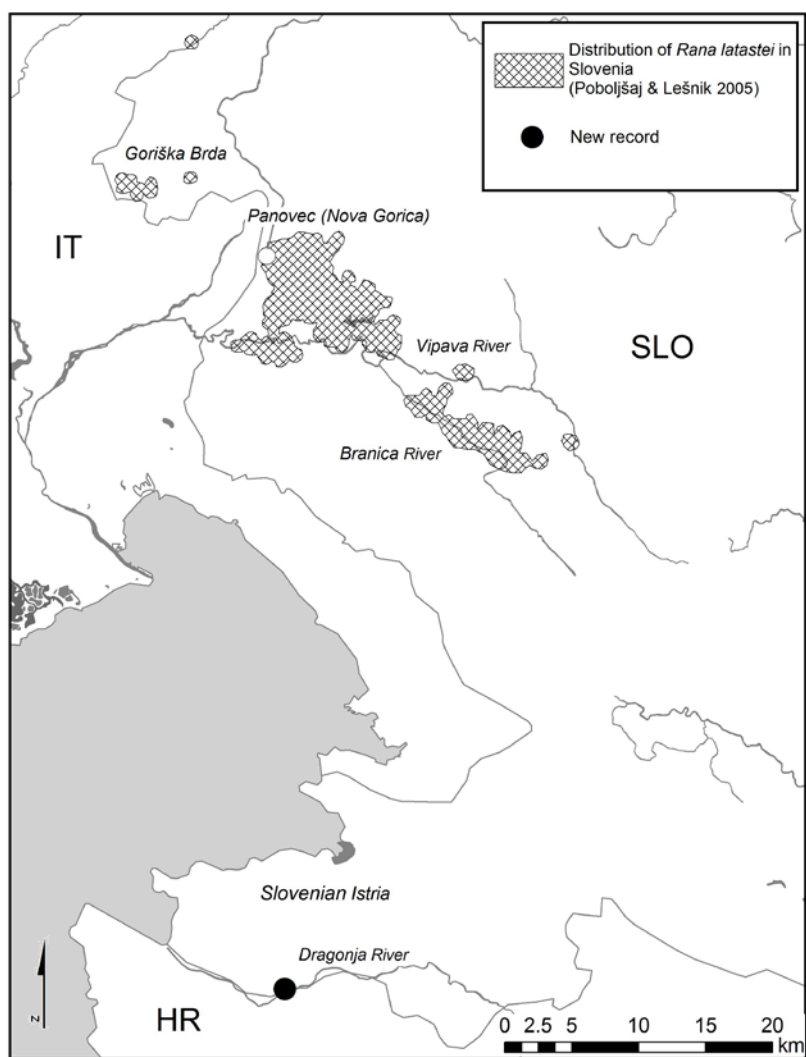 Distribution of Rana latastei in
Slovenia
(Poboljšaj & Lešnik 2005)
New record
Goriška Brda
Panovec (Nova Gorica)
IT
SLO
Vipava River
Branica River
Slovenian Istria
Dragonja River
HR
z
0 2.5 5 10 15 20
km